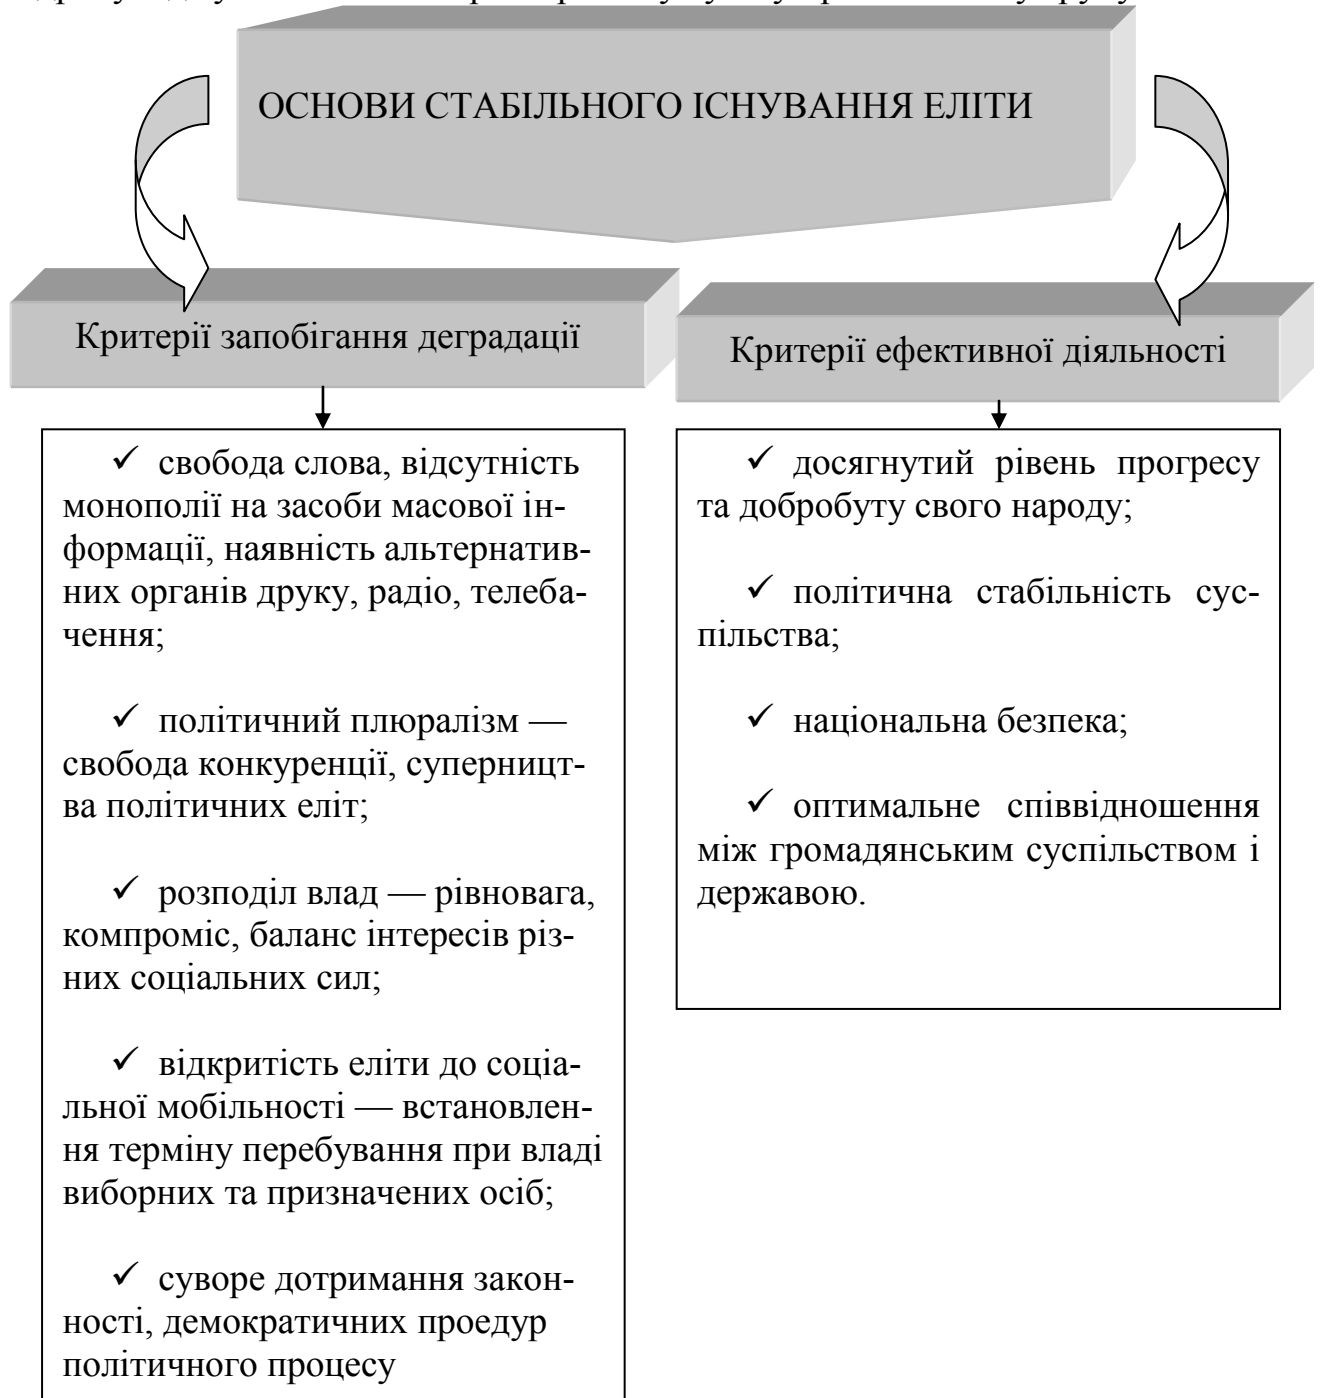 ОСНОВИ СТАБІЛЬНОГО ІСНУВАННЯ ЕЛІТИ
Критерії запобігання деградації
✓ свобода слова, відсутність
монополії на засоби масової ін-
формації, наявність альтернатив-
них органів друку, радіо, телеба-
чення;
✓ політичний плюралізм —
свобода конкуренції, суперницт-
ва політичних еліт;
✓ розподіл влад — рівновага,
компроміс, баланс інтересів різ-
них соціальних сил;
✓ відкритість еліти до соціа-
льної мобільності — встановлен-
ня терміну перебування при владі
виборних та призначених осіб;
✓ суворе дотримання закон-
ності, демократичних проедур
політичного процесу
Критерії ефективної діяльності
✓ досягнутий рівень прогресу
та добробуту свого народу;
✓ політична стабільність сус-
пільства;
✓ національна безпека;
✓ оптимальне співвідношення
між громадянським суспільством і
державою.